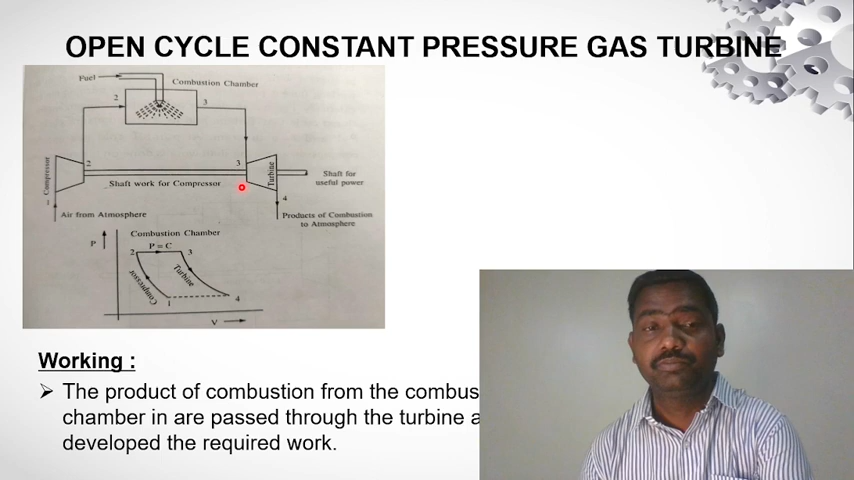 OPEN CYCLE CONSTANT PRESSURE GAS TURBINE
Fuel
Combustion Chamber
2
3
Compressor
2
3
Turbine
Shaft for
useful power
Shaft work for Compressor
1
4
Air from Atmosphere
Products of Combustion
to Atmosphere
Combustion Chamber
P
P = C
2
3
Compressor
Turbine
1
4
V
Working :
➢ The product of combustion from the combus
chamber in are passed through the turbine a
developed the required work.